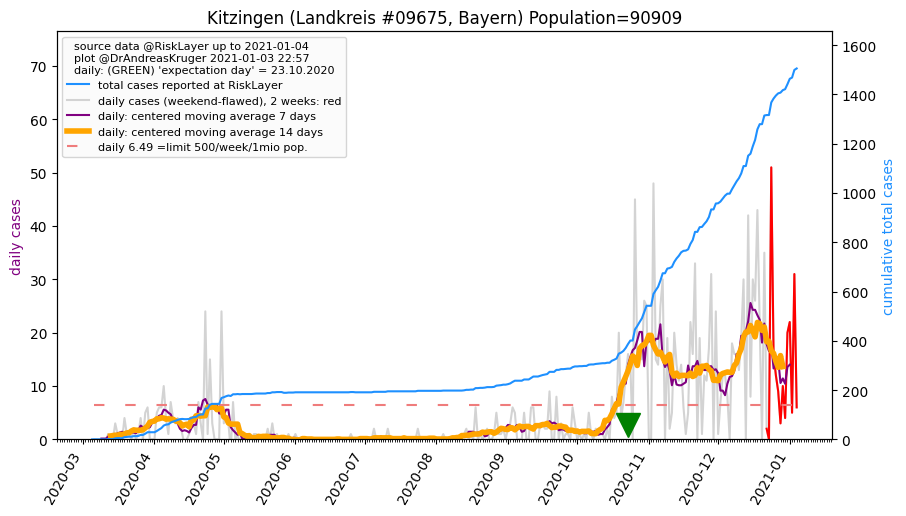 Kitzingen (Landkreis #09675, Bayern) Population=90909
source data @RiskLayer up to 2021-01-04
plot @DrAndreasKruger 2021-01-03 22:57
daily: (GREEN) 'expectation day' = 23.10.2020
total cases reported at RiskLayer
daily cases (weekend-flawed), 2 weeks: red
daily: centered moving average 7 days
daily: centered moving average 14 days
daily 6.49 =limit 500/week/1mio pop.
daily cases
70
60
50
40
30
20
10
0
cumulative total cases
1600
1400
1200
1000
800
600
400
200
0
2020-03
2020-04
2020-05
2020-06
2020-07
2020-08
2020-09
2020-10
2020-11
2020-12
2021-01